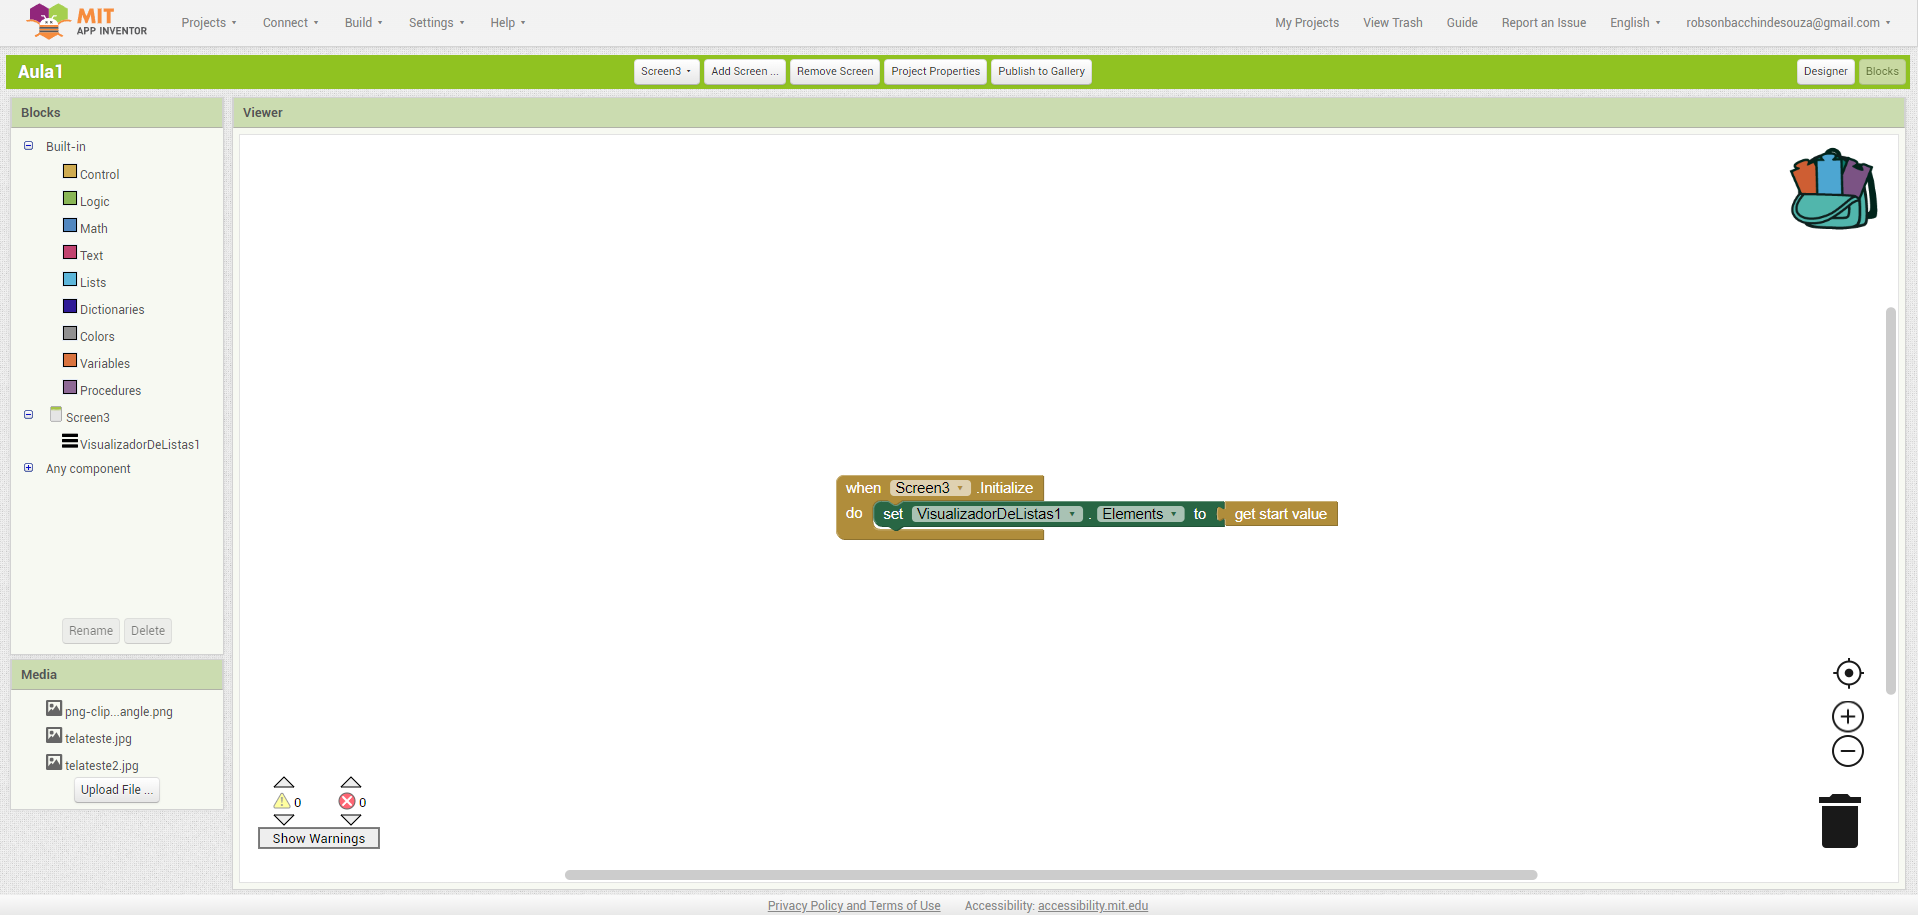 MIT
APP INVENTOR
Projects
Connect
Build
Settings
Help
My Projects
View Trash
Guide
Report an Issue
English
robsonbacchindesouza@gmail.com
Aula1
Screen3
Add Screen ...
Remove Screen
Project Properties
Publish to Gallery
Designer
Blocks
Blocks
Built-in
Control
Logic
Math
Text
Lists
Dictionaries
Colors
Variables
Procedures
Screen3
VisualizadorDeListas1
Any component
Rename
Delete
Media
png-clip...angle.png
telateste.jpg
telateste2.jpg
Upload File ...
Viewer
when Screen3 .Initialize
do set VisualizadorDeListas1 . Elements to get start value
0
0
Show Warnings
Privacy Policy and Terms of Use
Accessibility: accessibility.mit.edu